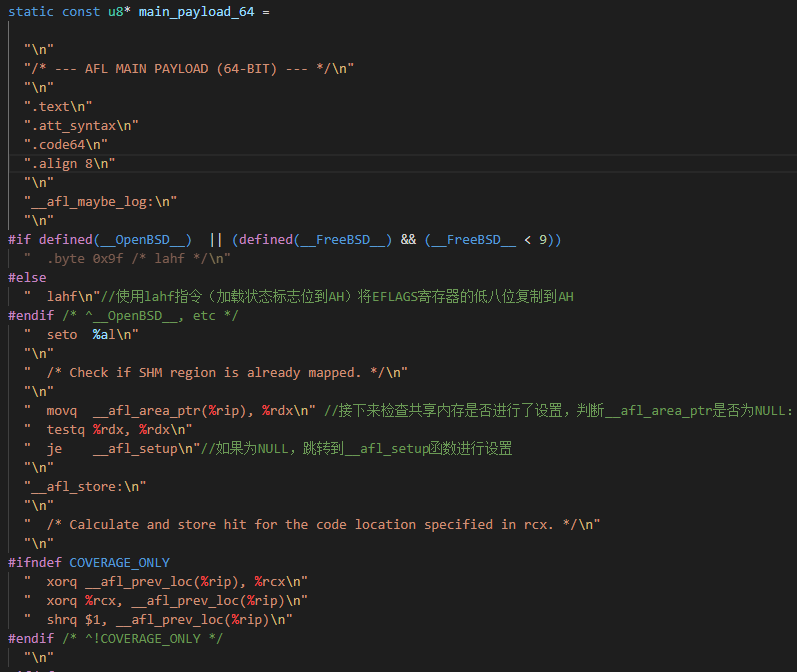 static const u8* main_payload_64 =
"\n"
"/* --- AFL MAIN PAYLOAD (64-BIT) --- */\n"
"\n"
".text\n"
".att_syntax\n"
".code64\n"
".align 8\n"
"\n"
"__afl_maybe_log:\n"
"\n"
#if defined(__OpenBSD__)  || (defined(__FreeBSD__) && (__FreeBSD__ < 9))
"  .byte 0x9f /* lahf */\n"
#else
"  lahf\n"//使用lahf指令（加载状态标志位到AH）将EFLAGS寄存器的低八位复制到AH
#endif /* ^__OpenBSD__, etc */
"  seto  %al\n"
"\n"
"  /* Check if SHM region is already mapped. */\n"
"\n"
"  movq  __afl_area_ptr(%rip), %rdx\n" //接下来检查共享内存是否进行了设置，判断__afl_area_ptr是否为NULL：
"  testq %rdx, %rdx\n"
"  je    __afl_setup\n"//如果为NULL，跳转到__afl_setup函数进行设置
"\n"
"__afl_store:\n"
"\n"
"  /* Calculate and store hit for the code location specified in rcx. */\n"
"\n"
#ifndef COVERAGE_ONLY
"  xorq __afl_prev_loc(%rip), %rcx\n"
"  xorq %rcx, __afl_prev_loc(%rip)\n"
"  shrq $1, __afl_prev_loc(%rip)\n"
#endif /* ^!COVERAGE_ONLY */
"\n"